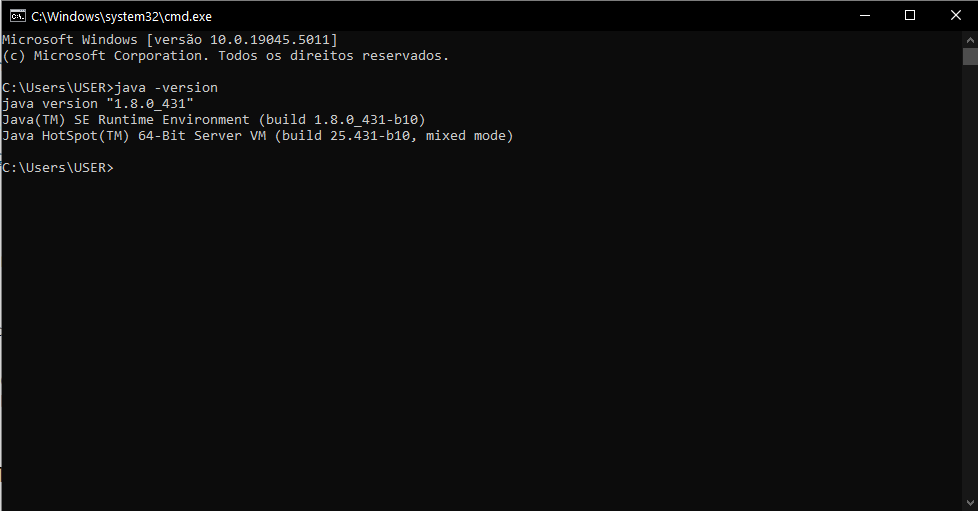 C:\Windows\system32\cmd.exe
Microsoft Windows [versão 10.0.19045.5011]
(c) Microsoft Corporation. Todos os direitos reservados.
C:\Users\USER>java -version
java version "1.8.0_431"
Java(TM) SE Runtime Environment (build 1.8.0_431-b10)
Java HotSpot(TM) 64-Bit Server VM (build 25.431-b10, mixed mode)
C:\Users\USER>